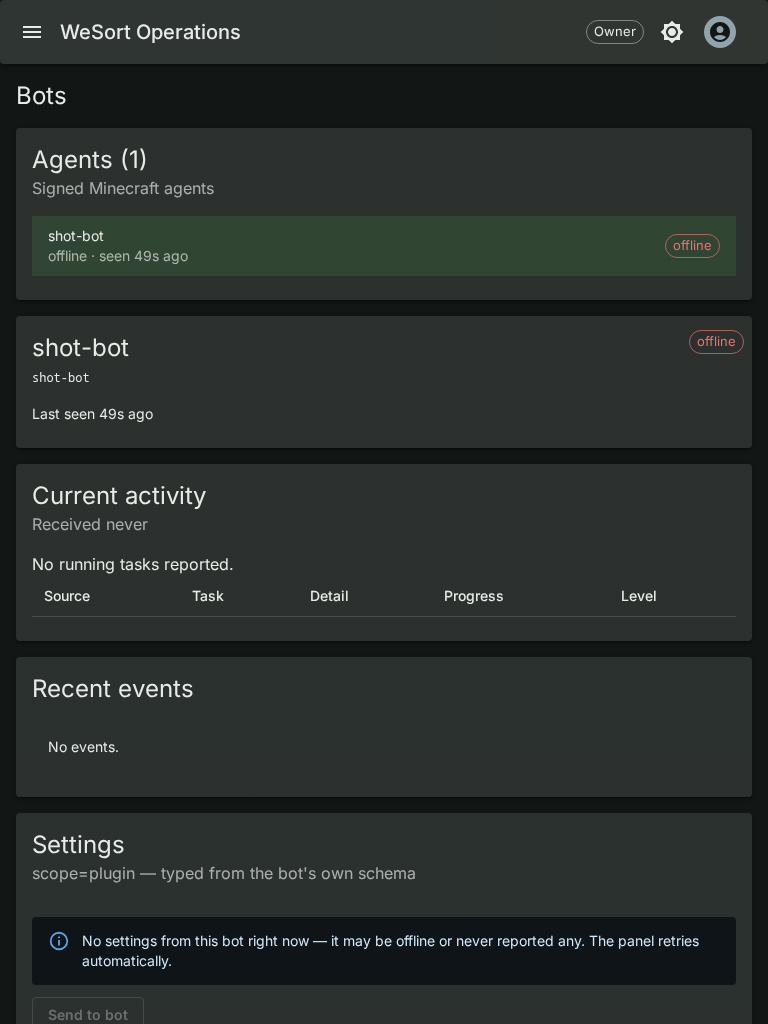 WeSort Operations
Owner
Bots
Agents (1)
Signed Minecraft agents
shot-bot
offline · seen 49s ago
offline
shot-bot
offline
shot-bot
Last seen 49s ago
Current activity
Received never
No running tasks reported.
Source Task Detail Progress Level
Recent events
No events.
Settings
scope=plugin — typed from the bot's own schema
No settings from this bot right now — it may be offline or never reported any. The panel retries
automatically.
Send to bot